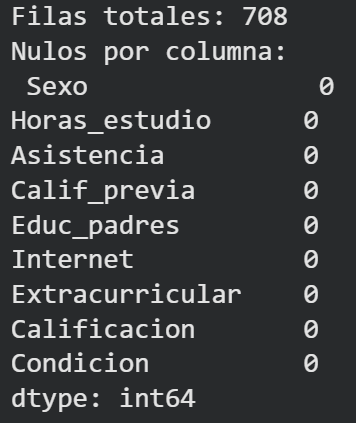 Filas totales: 708
Nulos por columna:
 Sexo               0
Horas_estudio      0
Asistencia         0
Calif_previa       0
Educ_padres        0
Internet           0
Extracurricular    0
Calificacion       0
Condicion          0
dtype: int64